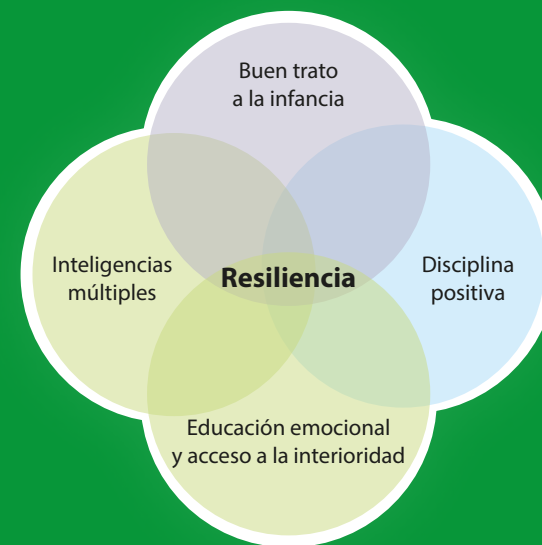 Buen trato
a la infancia
Inteligencias
múltiples
Resiliencia
Disciplina
positiva
Educación emocional
y acceso a la interioridad